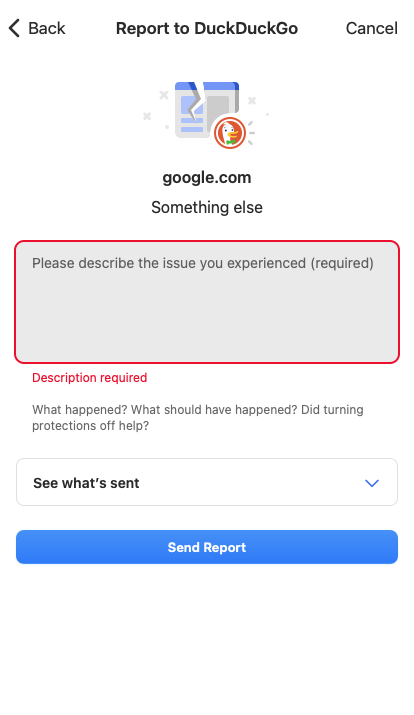 Back
Report to DuckDuckGo
Cancel
google.com
Something else
Please describe the issue you experienced (required)
Description required
What happened? What should have happened? Did turning
protections off help?
See what’s sent
Send Report